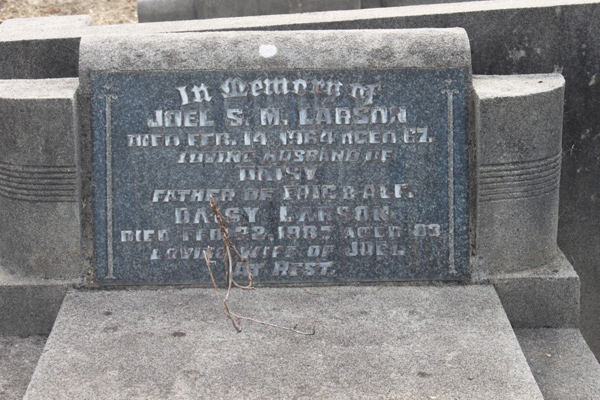 In Memory of
JOEL S. M. LARSON
DIED FEB. 14, 1964 AGED 67.
LOVING HUSBAND OF
DAISY
FATHER OF ERIC & ALF.
DAISY LARSON
DIED FEB. 22, 1987 AGED 83
LOVING WIFE OF JOEL
AT REST.